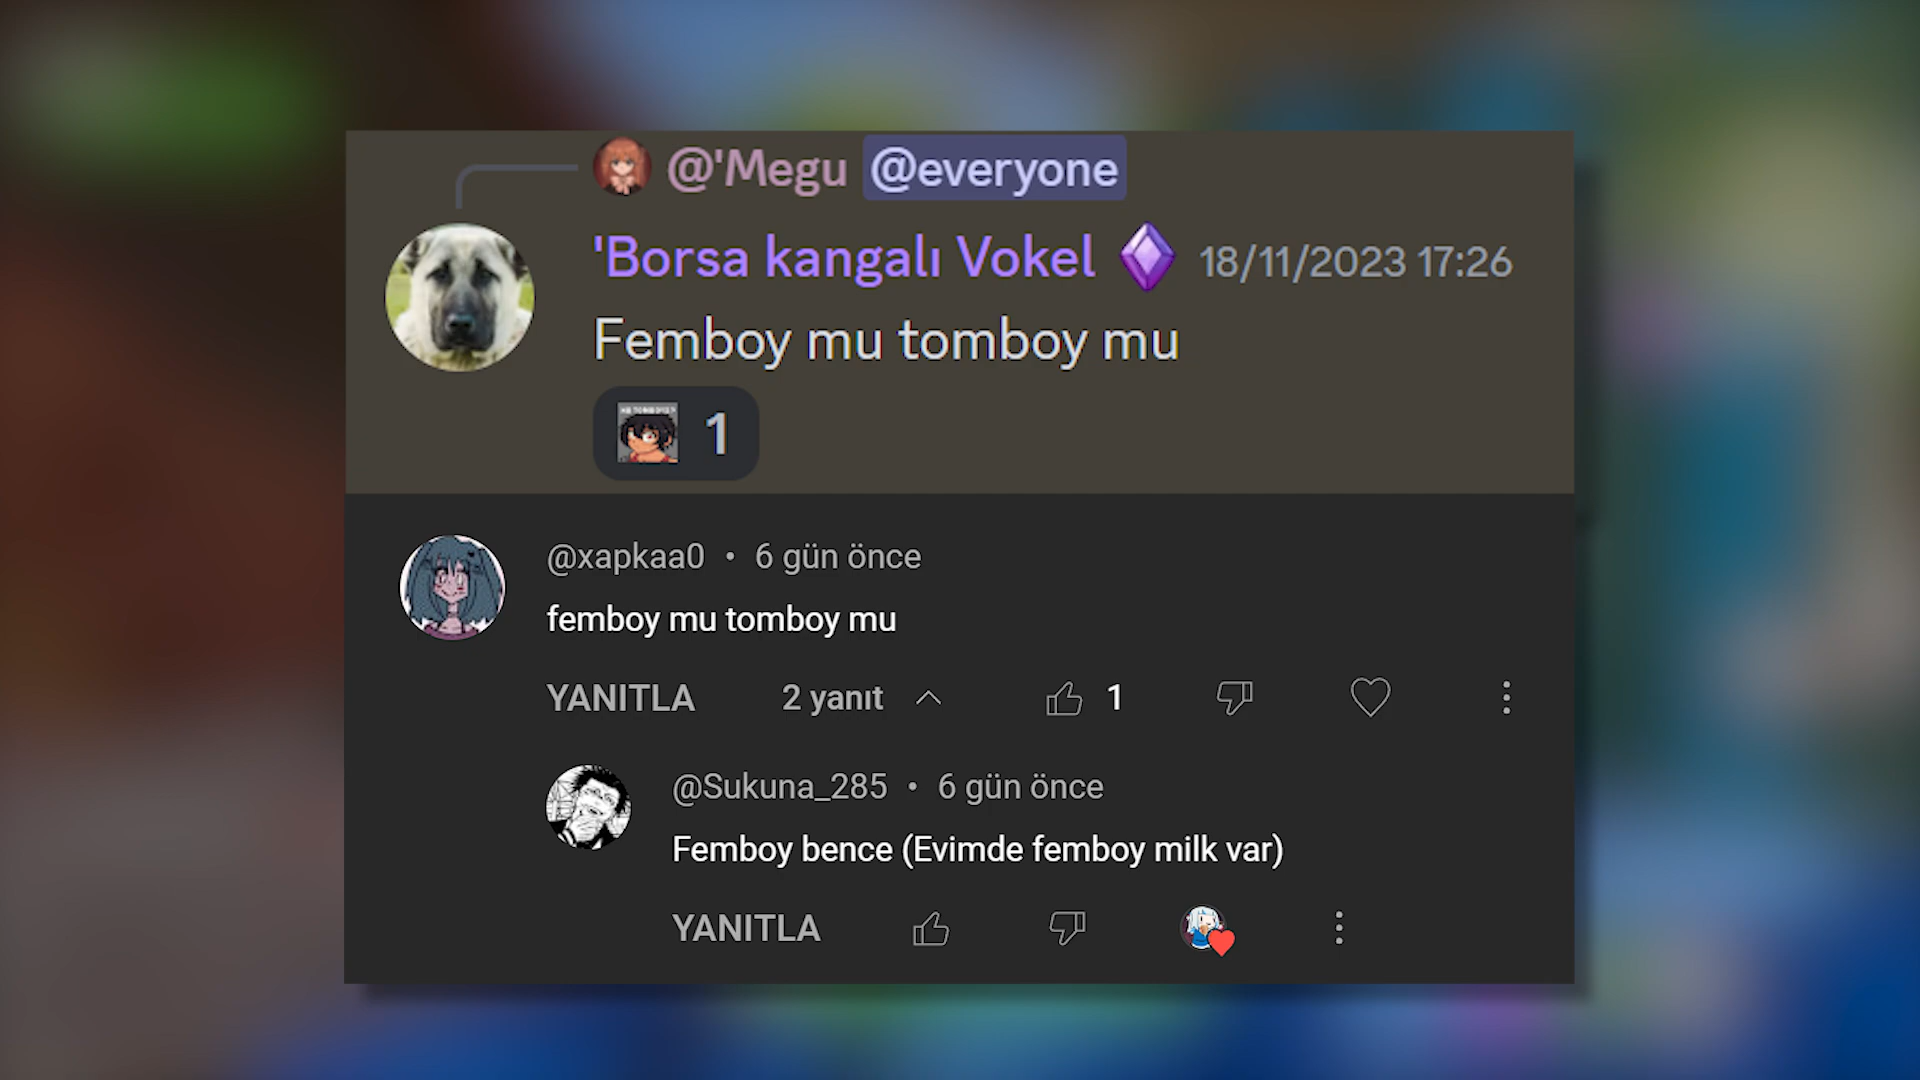 @'Megu @everyone
'Borsa kangalı Vokel 18/11/2023 17:26
Femboy mu tomboy mu
1
@xapkaa0 • 6 gün önce
femboy mu tomboy mu
YANITLA 2 yanıt 1
@Sukuna_285 • 6 gün önce
Femboy bence (Evimde femboy milk var)
YANITLA